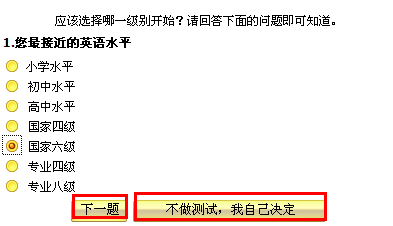 应该选择哪一级别开始？请回答下面的问题即可知道。
1.您最接近的英语水平
小学水平
初中水平
高中水平
国家四级
国家六级
专业四级
专业八级
下一题 不做测试，我自己决定